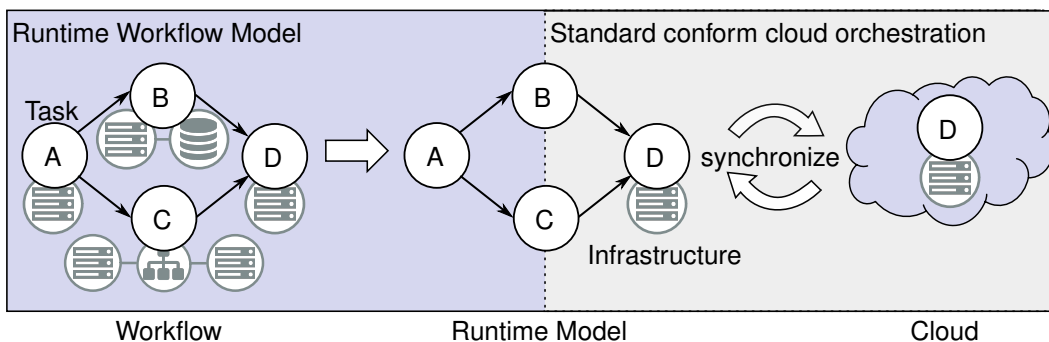 Runtime Workflow Model
Standard conform cloud orchestration
Task
B
A
D
C
B
A
D
C
Infrastructure
synchronize
D
Workflow
Runtime Model
Cloud